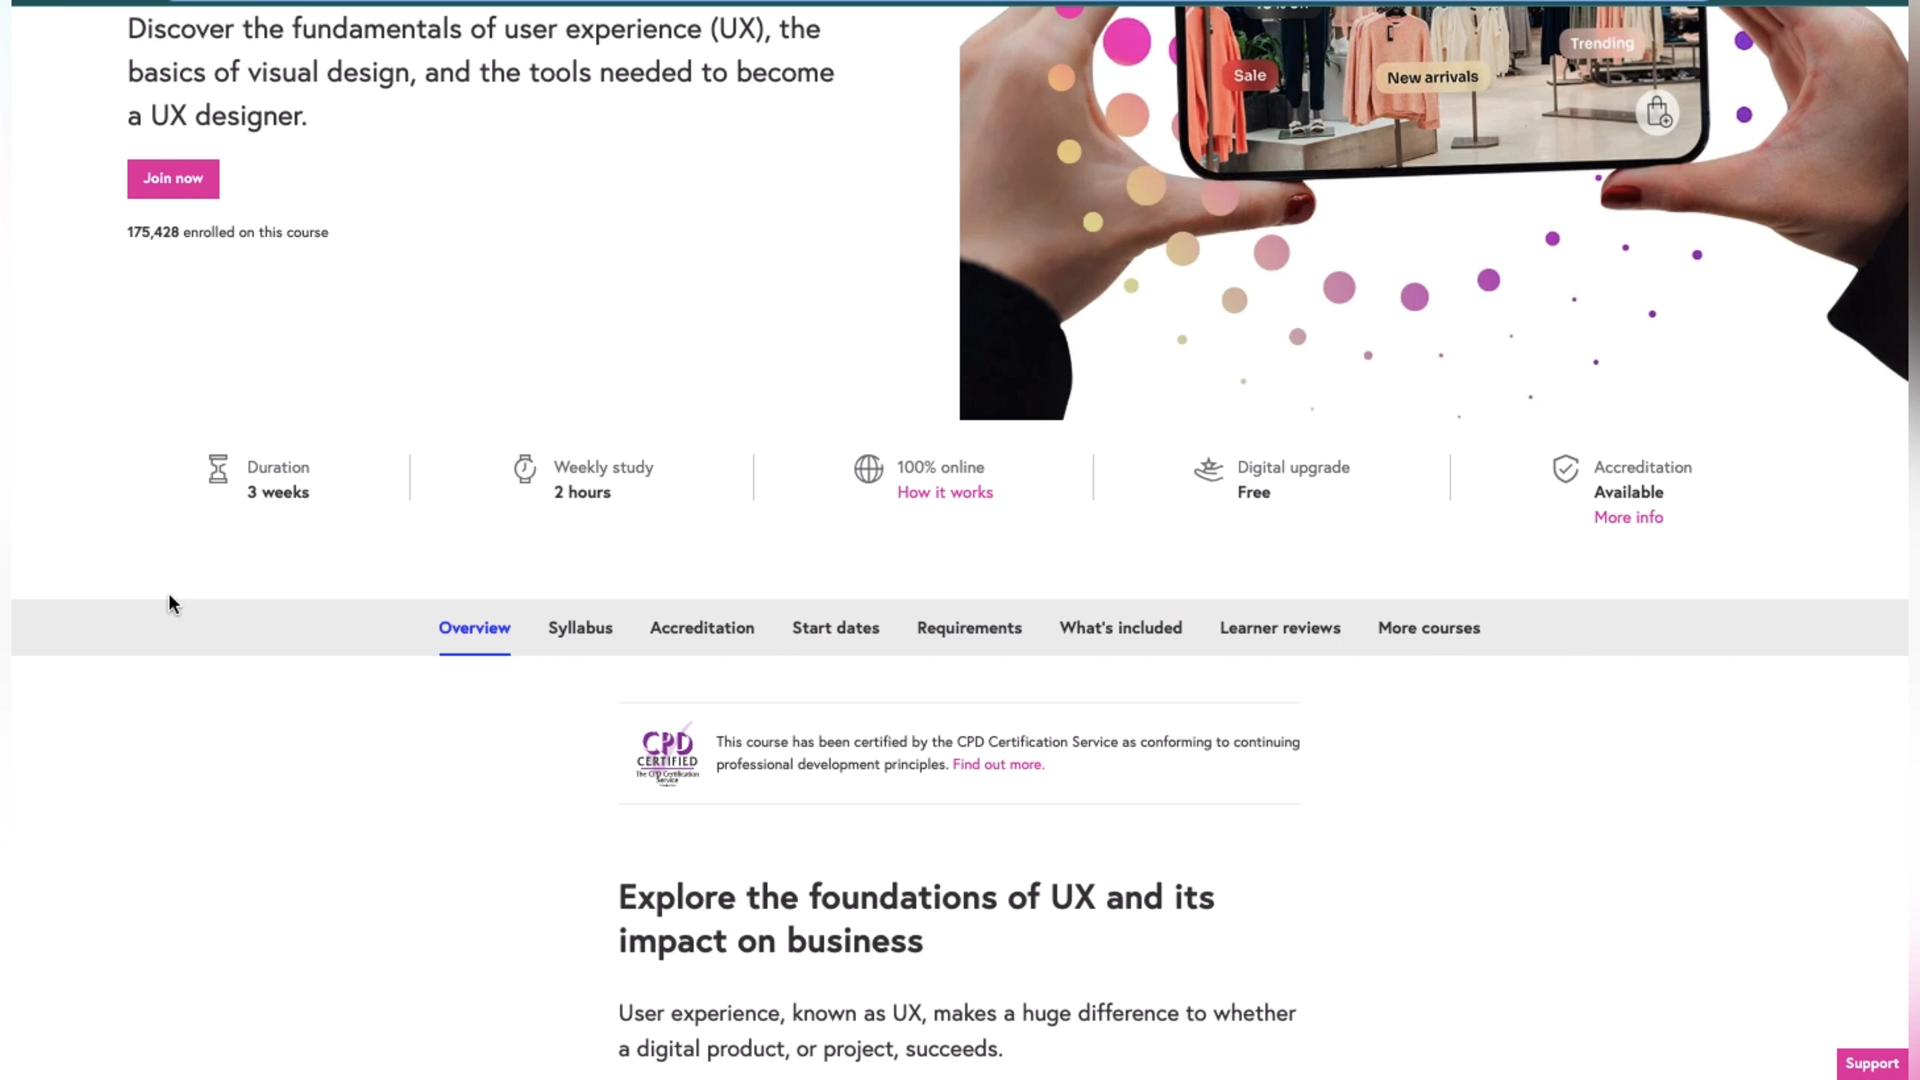 Discover the fundamentals of user experience (UX), the
basics of visual design, and the tools needed to become
a UX designer.
Join now
175,428 enrolled on this course
Trending
Sale
New arrivals
Duration
3 weeks
Weekly study
2 hours
100% online
How it works
Digital upgrade
Free
Accreditation
Available
More info
Overview
Syllabus
Accreditation
Start dates
Requirements
What's included
Learner reviews
More courses
CPD
CERTIFIED
The CPD Certification
Service
This course has been certified by the CPD Certification Service as conforming to continuing
professional development principles. Find out more.
Explore the foundations of UX and its
impact on business
User experience, known as UX, makes a huge difference to whether
a digital product, or project, succeeds.
Support